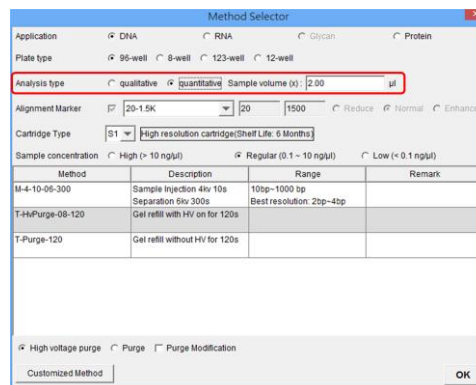 Method Selector
Application DNA RNA Glycan Protein
Plate type 96-well 8-well 123-well 12-well
Analysis type qualitative quantitative Sample volume (x) : 2.00 µl
Alignment Marker 20-1.5K 20 1500 Reduce Normal Enhance
Cartridge Type S1 High resolution cartridge(Shelf Life: 6 Months)
Sample concentration High (> 10 ng/µl) Regular (0.1 ~ 10 ng/µl) Low (< 0.1 ng/µl)
Method Description Range Remark
M-4-10-06-300 Sample Injection 4kv 10s 10bp~1000 bp
Separation 6kv 300s Best resolution: 2bp~4bp
T-HvPurge-08-120 Gel refill with HV on for 120s
T-Purge-120 Gel refill without HV for 120s
High voltage purge Purge Purge Modification
Customized Method OK